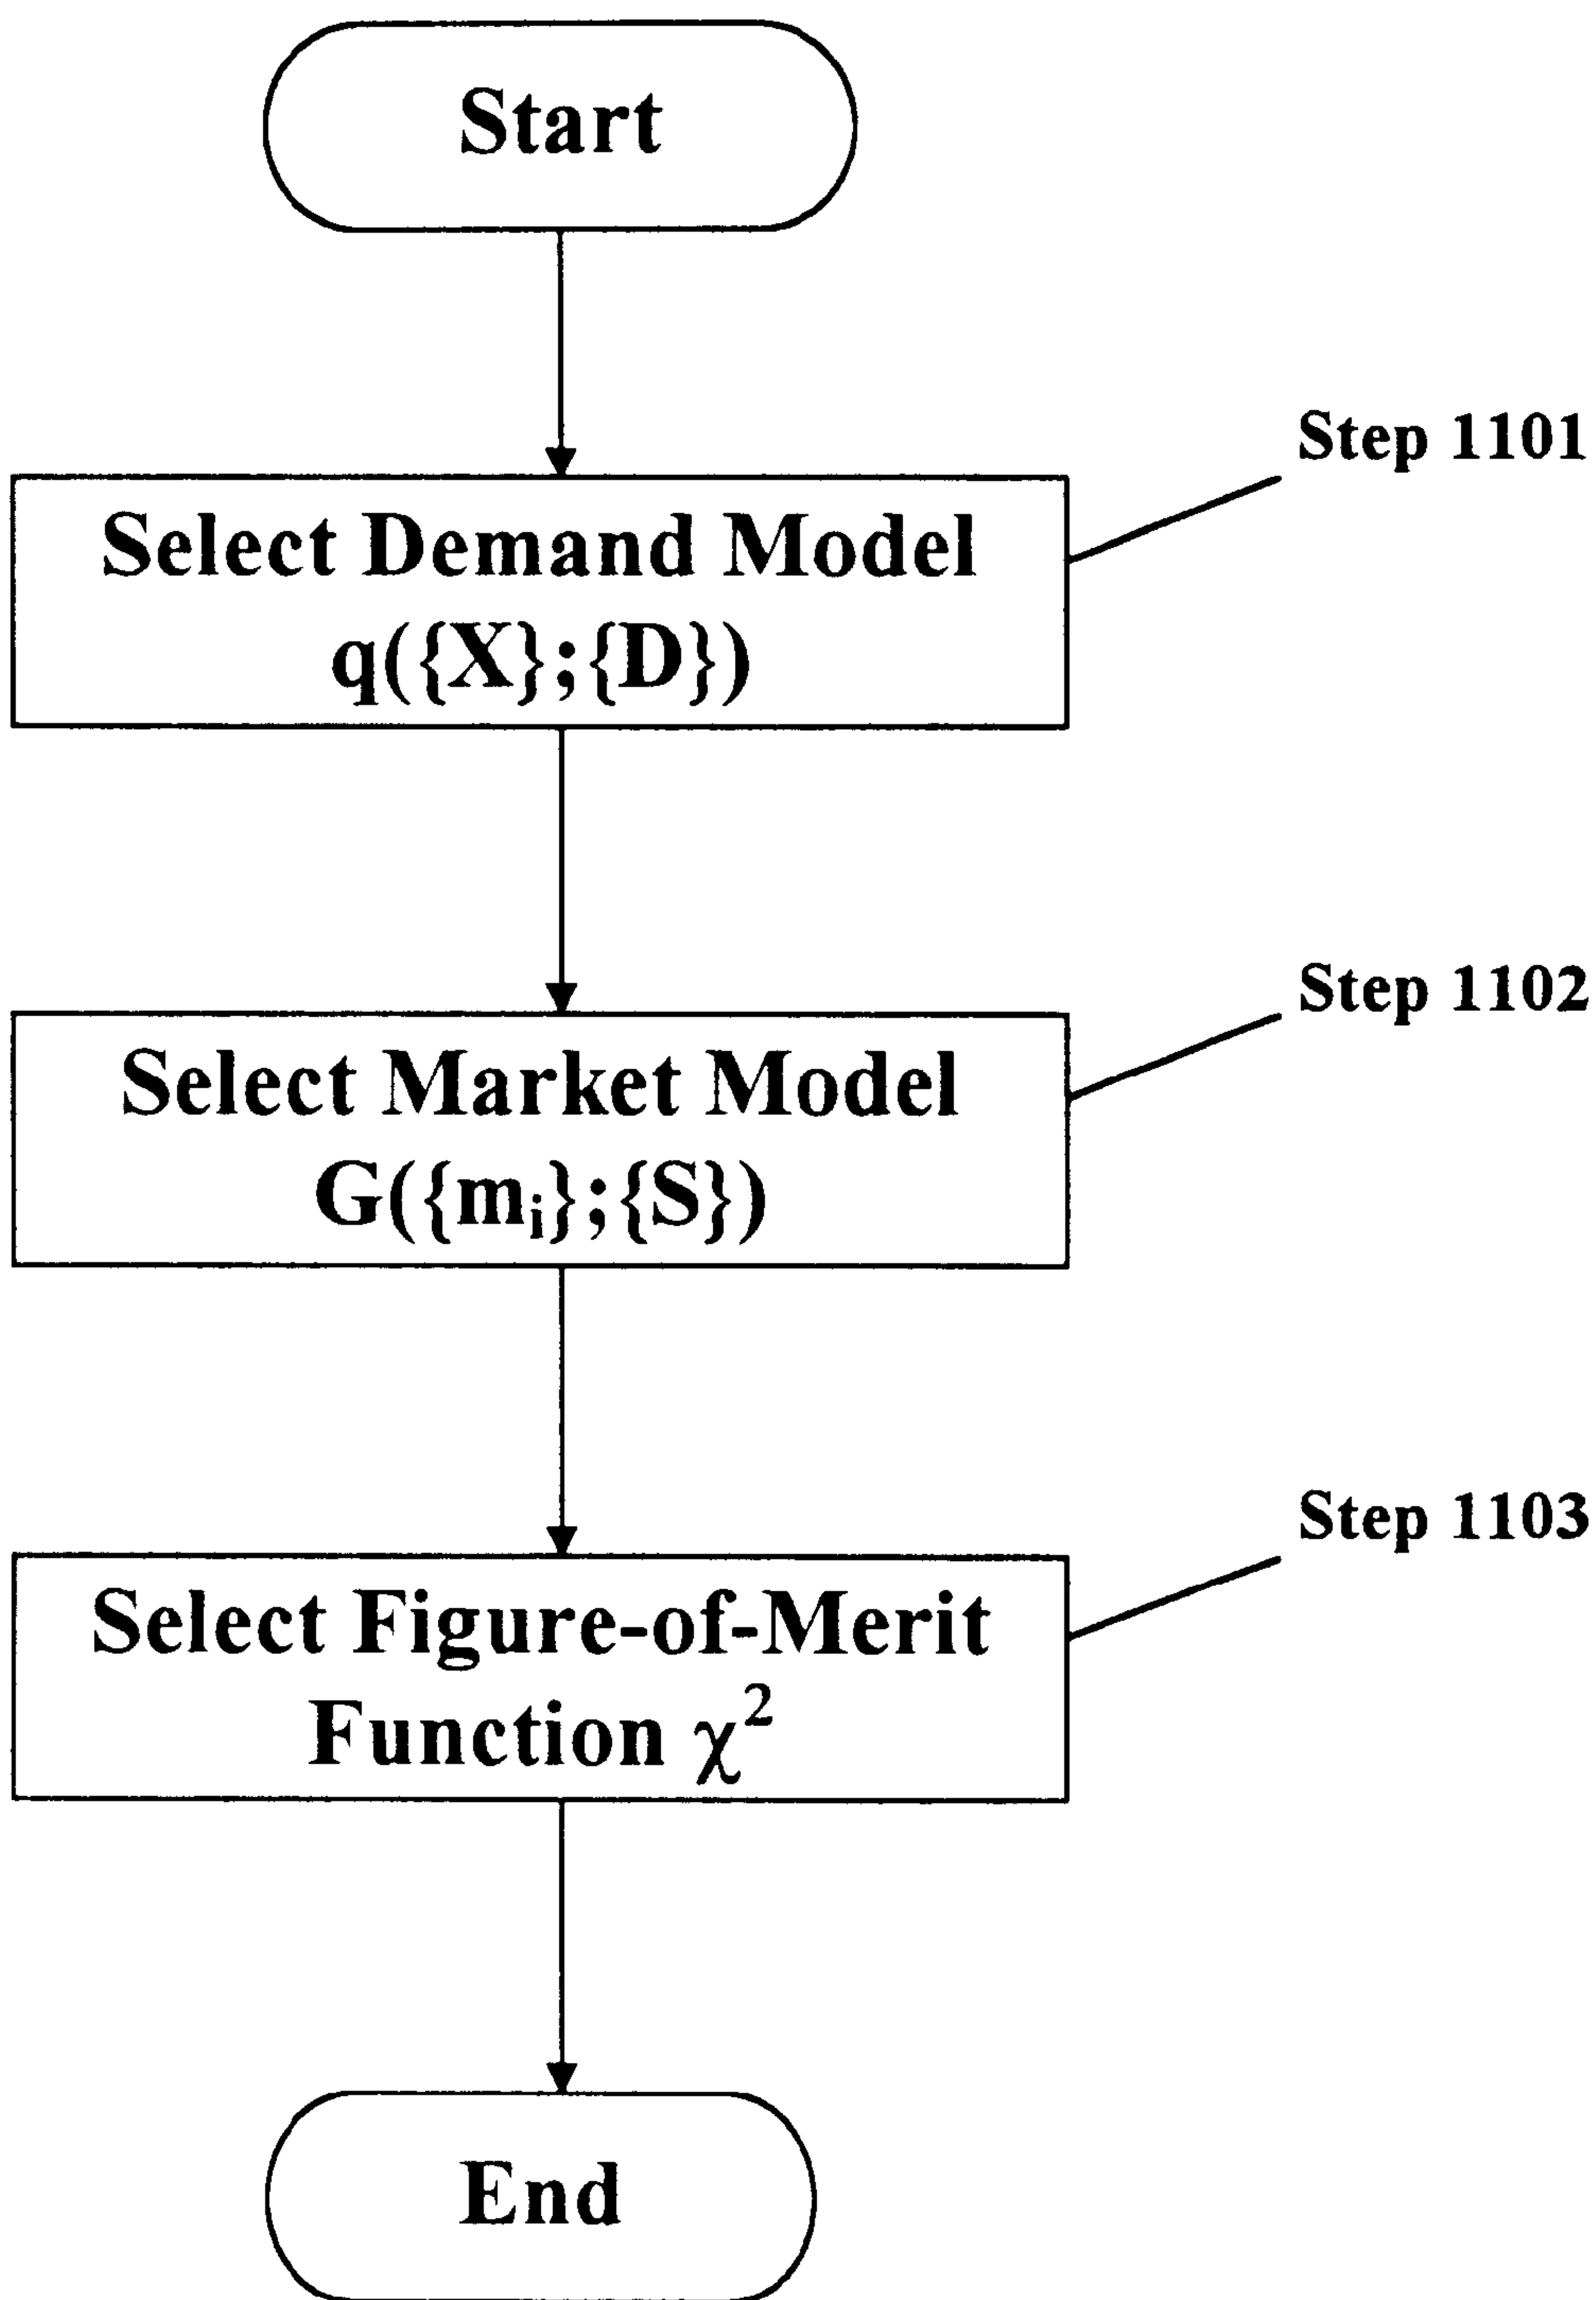 Start
Step 1101
Select Demand Model
q({X};{D})
Step 1102
Select Market Model
G({mᵢ};{S})
Step 1103
Select Figure-of-Merit
Function χ²
End